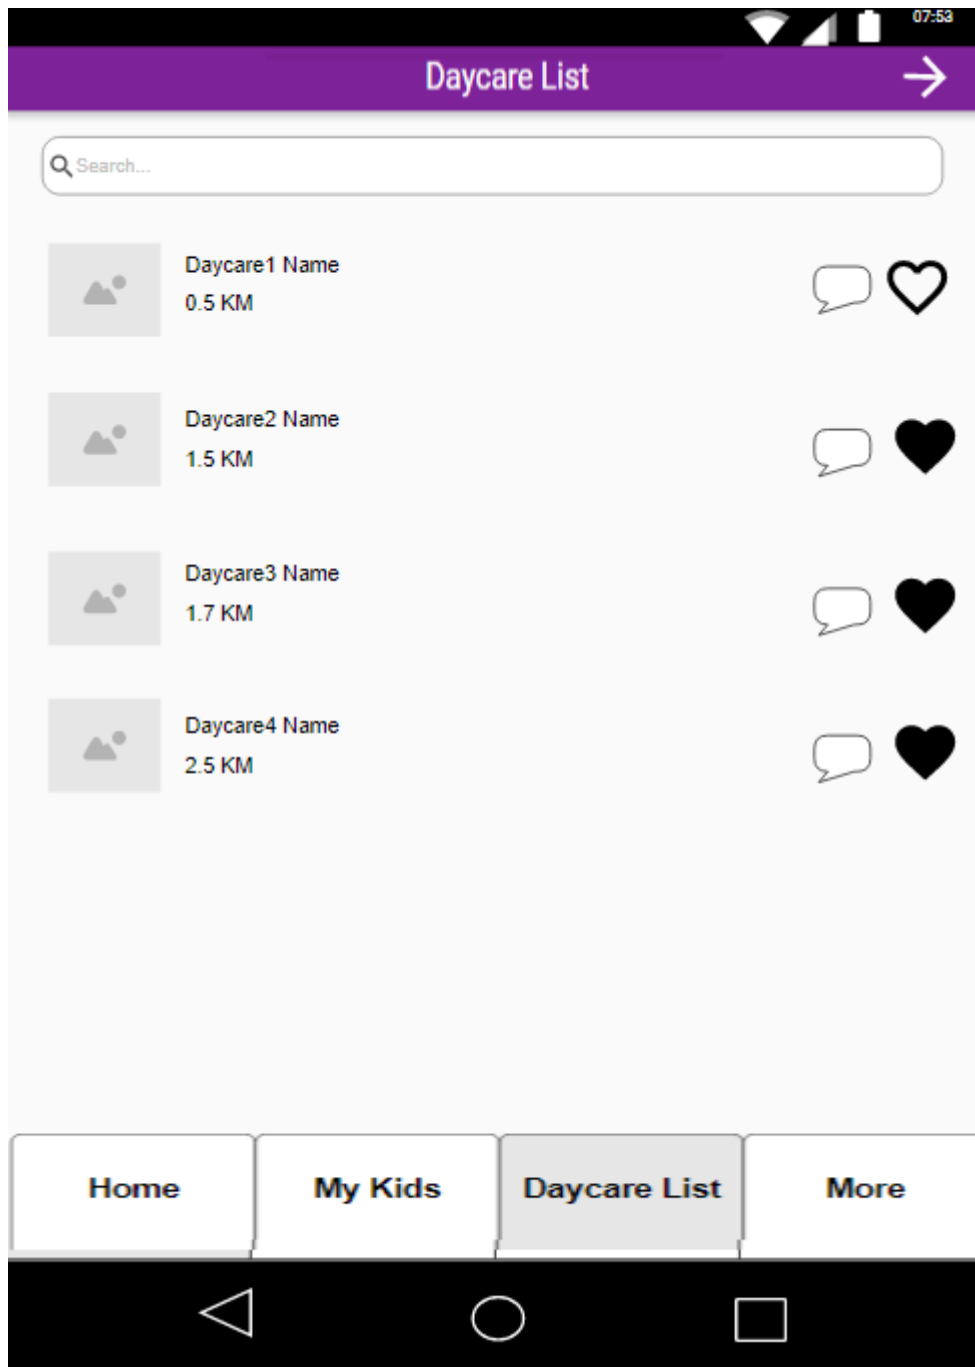 07:53
Daycare List
Search...
Daycare1 Name
0.5 KM
Daycare2 Name
1.5 KM
Daycare3 Name
1.7 KM
Daycare4 Name
2.5 KM
Home
My Kids
Daycare List
More